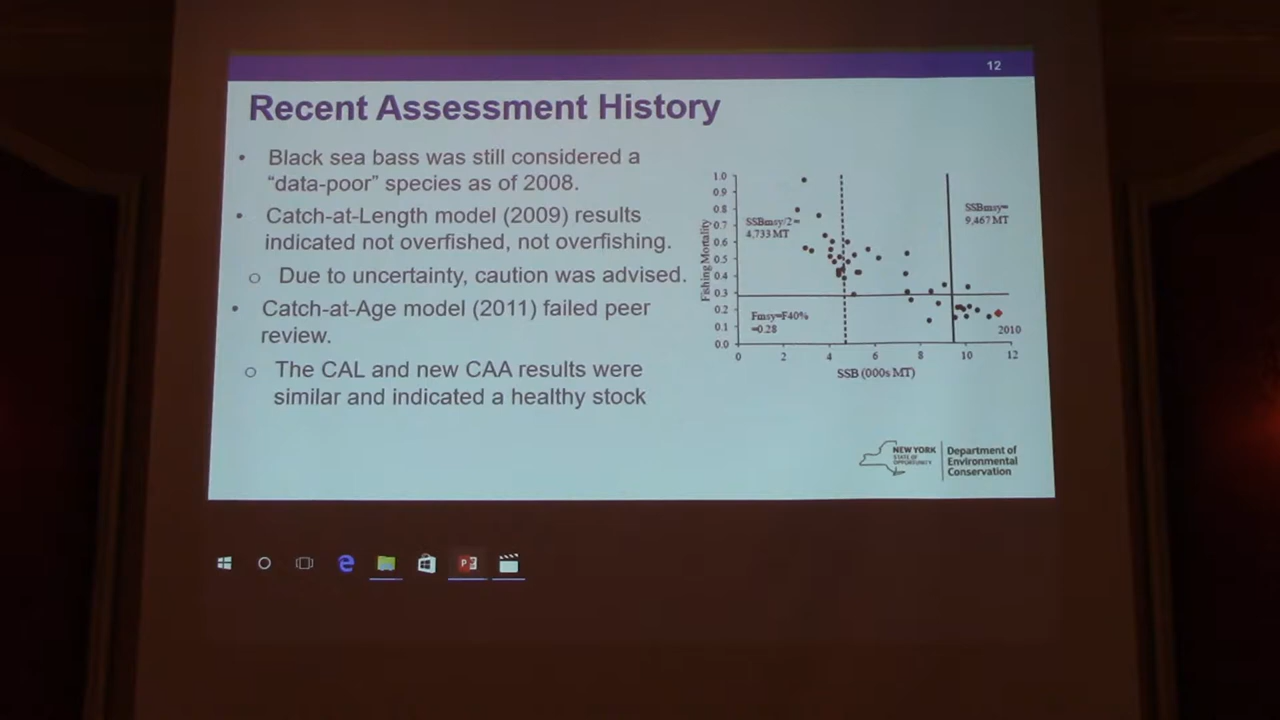 12
Recent Assessment History
• Black sea bass was still considered a
“data-poor” species as of 2008.
• Catch-at-Length model (2009) results
indicated not overfished, not overfishing.
o Due to uncertainty, caution was advised.
• Catch-at-Age model (2011) failed peer
review.
o The CAL and new CAA results were
similar and indicated a healthy stock
1.0
0.9
0.8
0.7
0.6
0.5
0.4
0.3
0.2
0.1
0.0
Fishing Mortality
SSBmsy/2=
4,733 MT
SSBmsy=
9,467 MT
Fmsy=F40%
=0.28
2010
0 2 4 6 8 10 12
SSB (000s MT)
NEW YORK
STATE OF
OPPORTUNITY
Department of
Environmental
Conservation